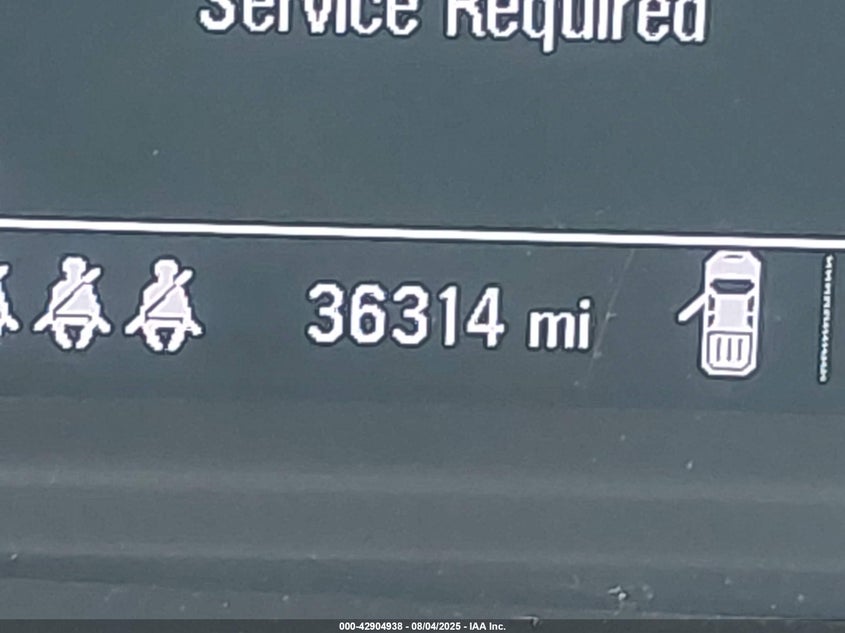 Service Required
36314 mi
000-42904938 - 08/04/2025 - IAA Inc.